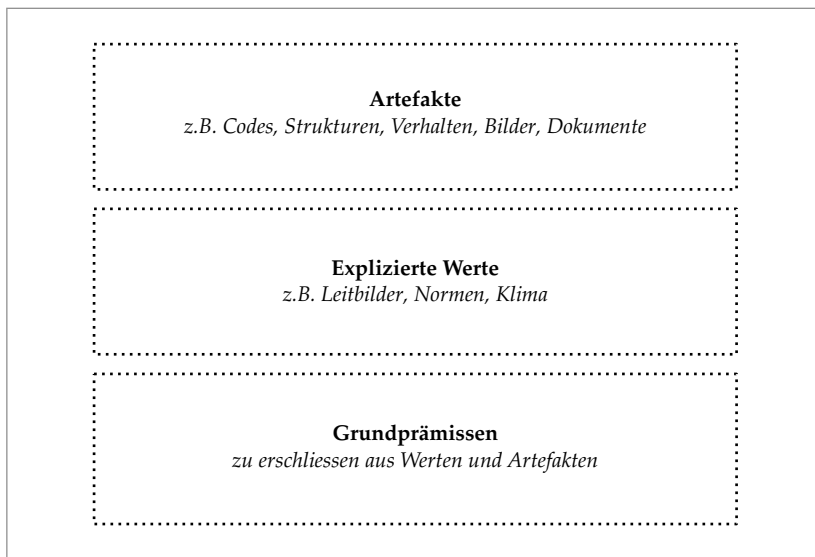 Artefakte
z.B. Codes, Strukturen, Verhalten, Bilder, Dokumente
Explizierte Werte
z.B. Leitbilder, Normen, Klima
Grundprämissen
zu erschliessen aus Werten und Artefakten